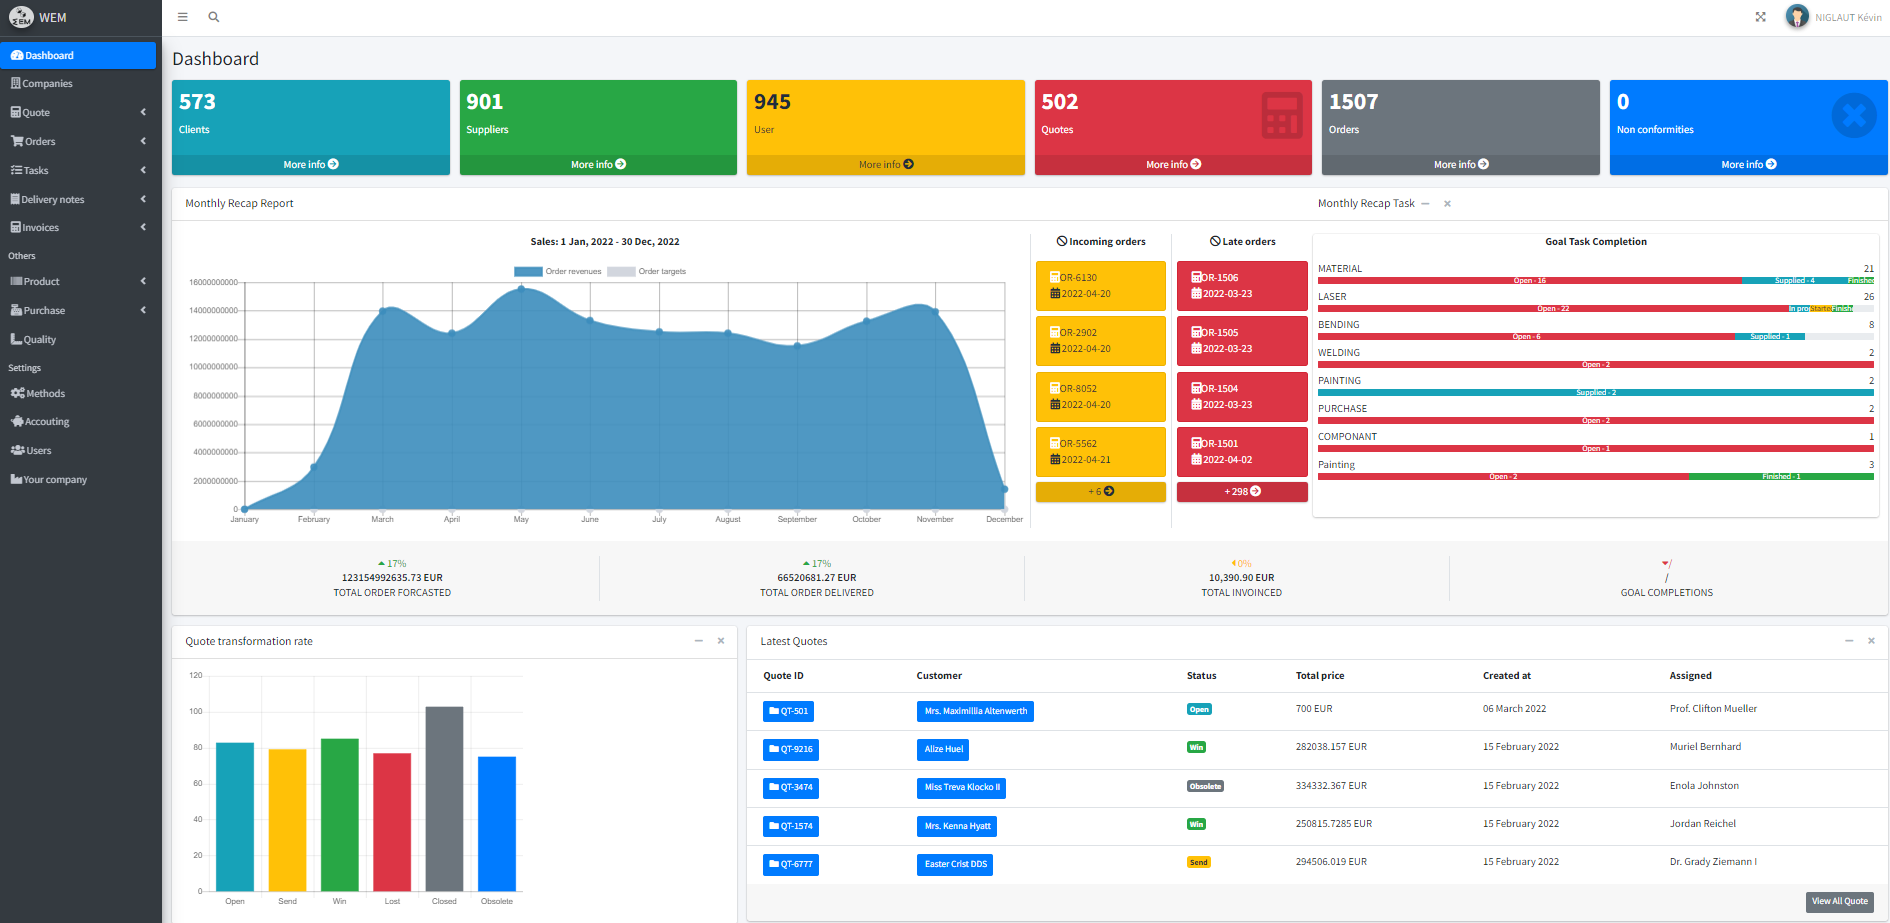 WEM
NIGLAUT Kévin
Dashboard
Companies
Quote
Orders
Tasks
Delivery notes
Invoices
Others
Product
Purchase
Quality
Settings
Methods
Accouting
Users
Your company
Dashboard
573
Clients
More info
901
Suppliers
More info
945
User
More info
502
Quotes
More info
1507
Orders
More info
0
Non conformities
More info
Monthly Recap Report
Sales: 1 Jan, 2022 - 30 Dec, 2022
Order revenues Order targets
16000000000
14000000000
12000000000
10000000000
8000000000
6000000000
4000000000
2000000000
0
January February March April May June July August September October November December
Incoming orders
OR-6130
2022-04-20
OR-2902
2022-04-20
OR-8052
2022-04-20
OR-5562
2022-04-21
+ 6
Late orders
OR-1506
2022-03-23
OR-1505
2022-03-23
OR-1504
2022-03-23
OR-1501
2022-04-02
+ 298
Monthly Recap Task
Goal Task Completion
MATERIAL 21
Open - 16 Supplied - 4 Finished
LASER 26
Open - 22 In pro Starte Finish
BENDING 8
Open - 6 Supplied - 1
WELDING 2
Open - 2
PAINTING 2
Supplied - 2
PURCHASE 2
Open - 2
COMPONANT 1
Open - 1
Painting 3
Open - 2 Finished - 1
17%
123154992635.73 EUR
TOTAL ORDER FORCASTED
17%
66520681.27 EUR
TOTAL ORDER DELIVERED
0%
10,390.90 EUR
TOTAL INVOINCED
/
/
GOAL COMPLETIONS
Quote transformation rate
120
100
80
60
40
20
0
Open Send Win Lost Closed Obsolete
Latest Quotes
Quote ID Customer Status Total price Created at Assigned
QT-501 Mrs. Maximillia Altenwerth Open 700 EUR 06 March 2022 Prof. Clifton Mueller
QT-9216 Alize Huel Win 282038.157 EUR 15 February 2022 Muriel Bernhard
QT-3474 Miss Treva Klocko II Obsolete 334332.367 EUR 15 February 2022 Enola Johnston
QT-1574 Mrs. Kenna Hyatt Win 250815.7285 EUR 15 February 2022 Jordan Reichel
QT-6777 Easter Crist DDS Send 294506.019 EUR 15 February 2022 Dr. Grady Ziemann I
View All Quote